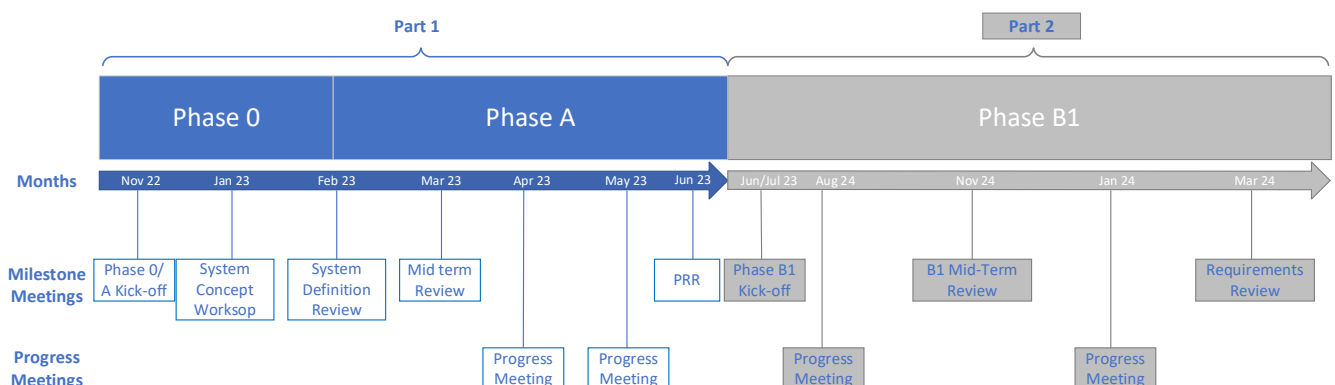 Part 1
Part 2
Phase 0
Phase A
Phase B1
Months
Nov 22
Jan 23
Feb 23
Mar 23
Apr 23
May 23
Jun 23
Jun/Jul 23
Aug 24
Nov 24
Jan 24
Mar 24
Milestone
Meetings
Phase 0/
A Kick-off
System
Concept
Worksop
System
Definition
Review
Mid term
Review
PRR
Phase B1
Kick-off
B1 Mid-Term
Review
Requirements
Review
Progress
Meetings
Progress
Meeting
Progress
Meeting
Progress
Meeting
Progress
Meeting